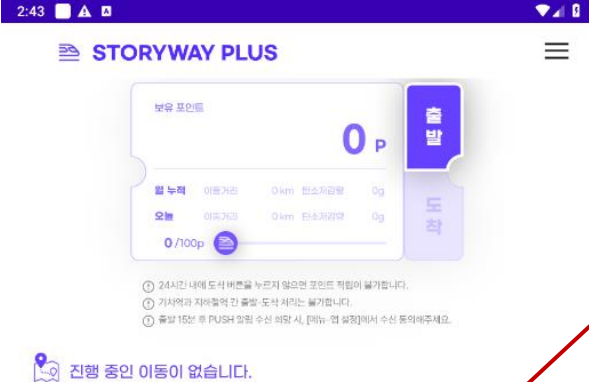 2:43
STORYWAY PLUS
보유 포인트
0 P
출발
월 누적 이동거리 0 km 탄소저감량 0g
오늘 이동거리 0 km 탄소저감량 0g
도착
0 /100p
24시간 내에 도착 버튼을 누르지 않으면 포인트 적립이 불가합니다.
기차역과 지하철역 간 출발·도착 처리는 불가합니다.
출발 15분 후 PUSH 알림 수신 희망 시, [메뉴-앱 설정]에서 수신 동의해주세요.
진행 중인 이동이 없습니다.